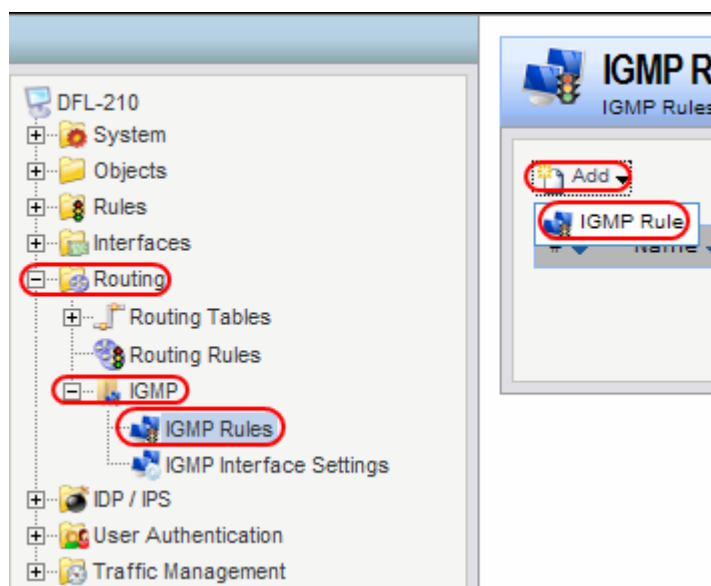 DFL-210
System
Objects
Rules
Interfaces
Routing
Routing Tables
Routing Rules
IGMP
IGMP Rules
IGMP Interface Settings
IDP / IPS
User Authentication
Traffic Management
IGMP R
IGMP Rules
Add
IGMP Rule
# Name